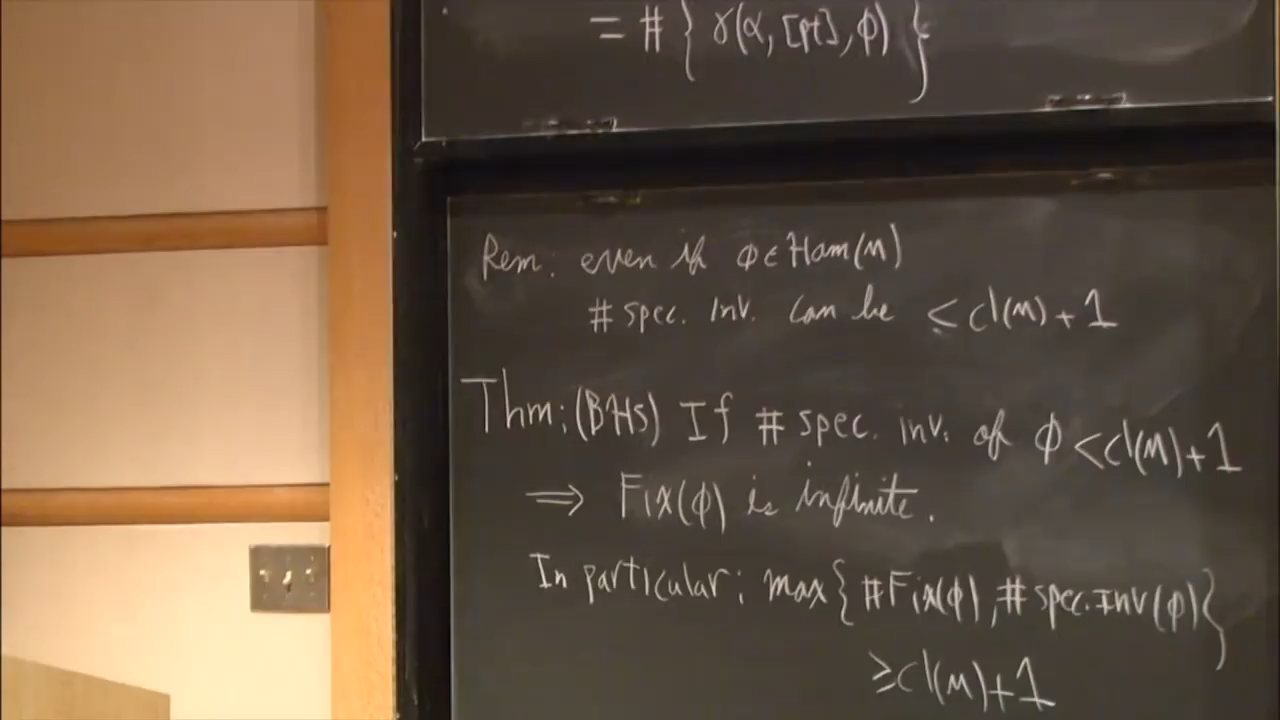 = # { γ(α, [pt], ϕ) }
Rem: even if ϕ ∈ Ham(M)
# spec. inv. can be ≤ cl(M) + 1
Thm: (BHS) If # spec. inv. of ϕ < cl(M) + 1
⟹ Fix(ϕ) is infinite.
In particular: max { #Fix(ϕ), # spec. Inv(ϕ) }
≥ cl(M) + 1